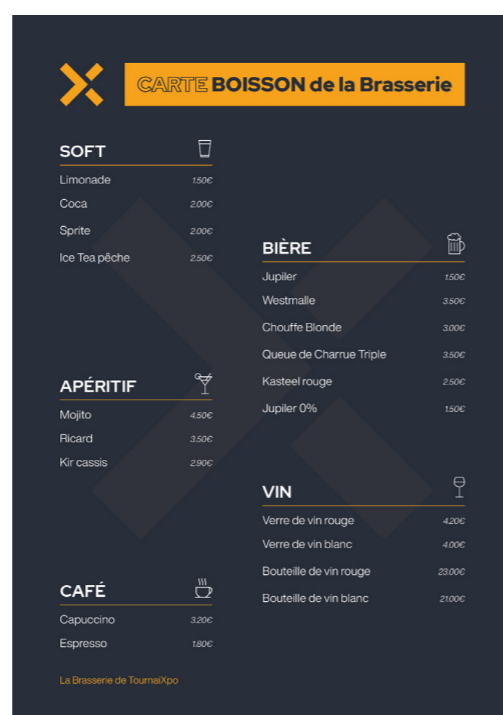 CARTE BOISSON de la Brasserie
SOFT
Limonade 1.50€
Coca 2.00€
Sprite 2.00€
Ice Tea pêche 2.50€
APÉRITIF
Mojito 4.50€
Ricard 3.50€
Kir cassis 2.90€
CAFÉ
Capuccino 3.20€
Espresso 1.80€
La Brasserie de TournaiXpo
BIÈRE
Jupiler 1.50€
Westmalle 3.50€
Chouffe Blonde 3.00€
Queue de Charrue Triple 3.50€
Kasteel rouge 2.50€
Jupiler 0% 1.50€
VIN
Verre de vin rouge 4.20€
Verre de vin blanc 4.00€
Bouteille de vin rouge 23.00€
Bouteille de vin blanc 21.00€